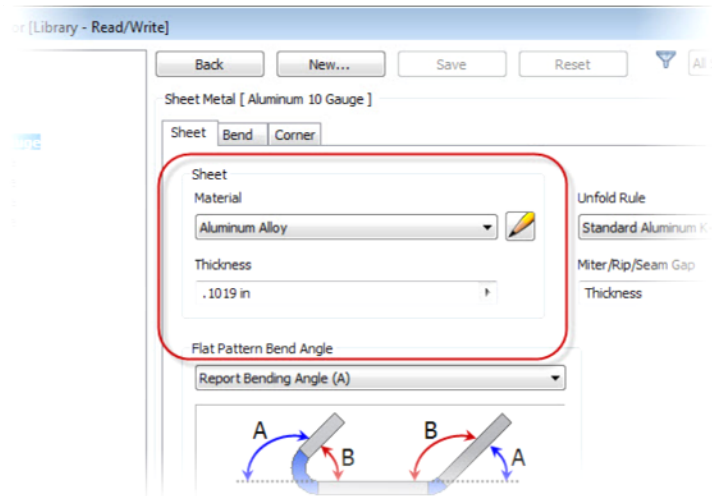 or [Library - Read/Write]
Back New... Save Reset All
Sheet Metal [ Aluminum 10 Gauge ]
Sheet Bend Corner
Sheet
Material Unfold Rule
Aluminum Alloy Standard Aluminum K
Thickness Miter/Rip/Seam Gap
.1019 in Thickness
Flat Pattern Bend Angle
Report Bending Angle (A)
A B B A